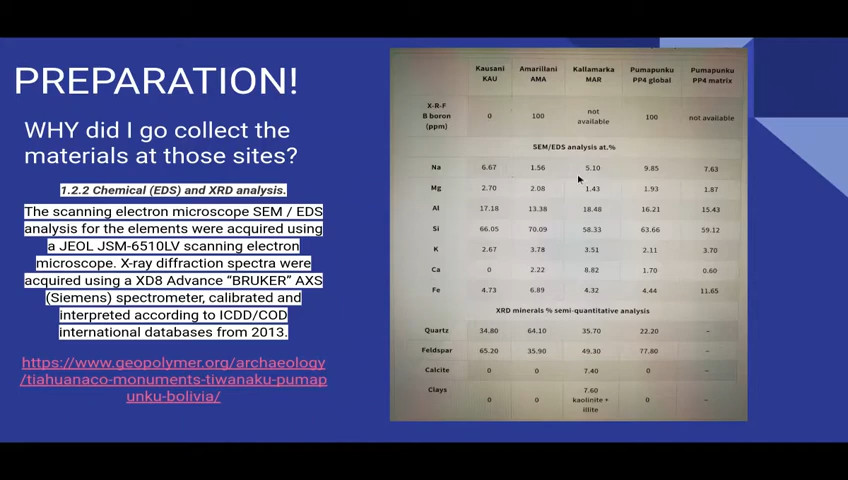 PREPARATION!
WHY did I go collect the
materials at those sites?
1.2.2 Chemical (EDS) and XRD analysis.
The scanning electron microscope SEM / EDS
analysis for the elements were acquired using
a JEOL JSM-6510LV scanning electron
microscope. X-ray diffraction spectra were
acquired using a XD8 Advance “BRUKER” AXS
(Siemens) spectrometer, calibrated and
interpreted according to ICDD/COD
international databases from 2013.
https://www.geopolymer.org/archaeology
/tiahuanaco-monuments-tiwanaku-pumap
unku-bolivia/
Kausani Amarillani Kallamarka Pumapunku Pumapunku
KAU AMA MAR PP4 global PP4 matrix
X-R-F
B boron 0 100 not available 100 not available
(ppm)
SEM/EDS analysis at.%
Na 6.67 1.56 5.10 9.85 7.63
Mg 2.70 2.08 1.43 1.93 1.87
Al 17.18 13.38 18.48 16.21 15.43
Si 66.05 70.09 58.33 63.66 59.12
K 2.67 3.78 3.51 2.11 3.70
Ca 0 2.22 8.82 1.70 0.60
Fe 4.73 6.89 4.32 4.44 11.65
XRD minerals % semi-quantitative analysis
Quartz 34.80 64.10 35.70 22.20 –
Feldspar 65.20 35.90 49.30 77.80 –
Calcite 0 0 7.40 0 –
Clays 7.60
0 0 kaolinite + 0 –
illite